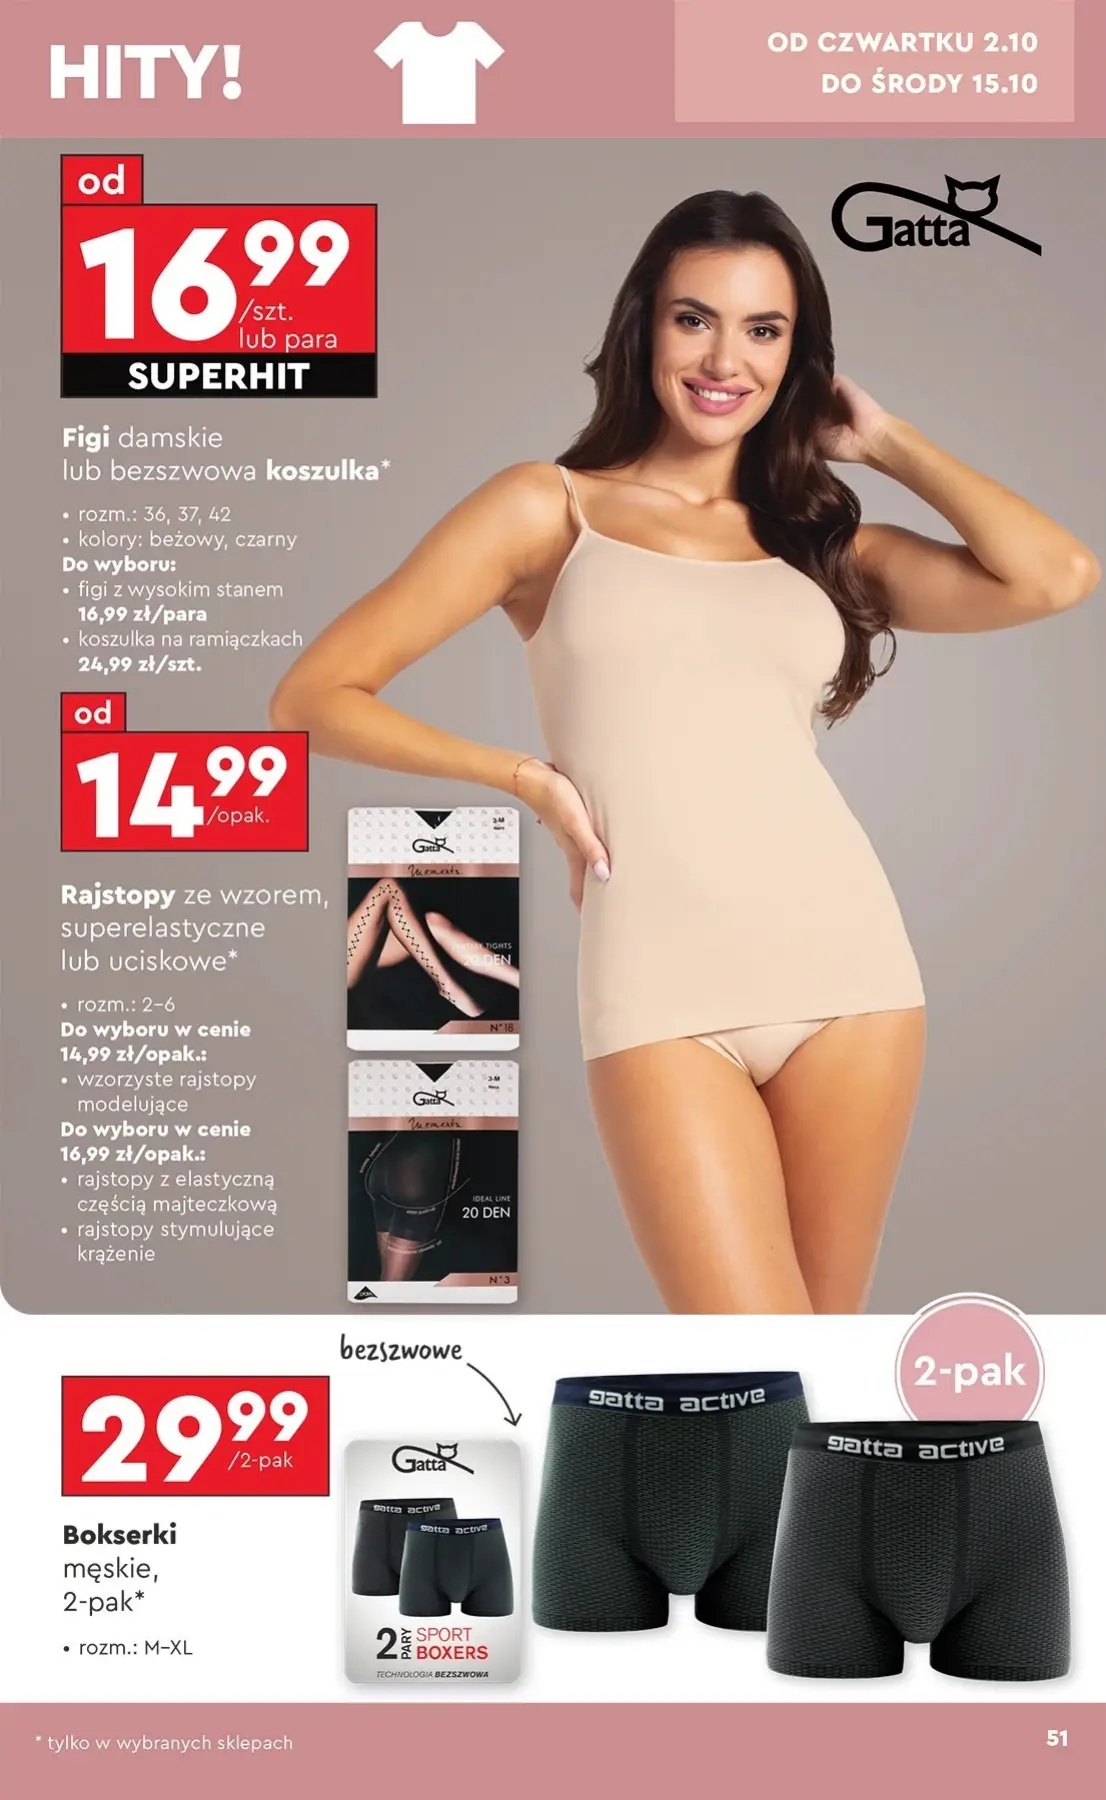 HITY!
OD CZWARTKU 2.10
DO ŚRODY 15.10
Gatta
od
16 99
/szt.
lub para
SUPERHIT
Figi damskie
lub bezszwowa koszulka*
• rozm.: 36, 37, 42
• kolory: beżowy, czarny
Do wyboru:
• figi z wysokim stanem
16,99 zł/para
• koszulka na ramiączkach
24,99 zł/szt.
od
14 99
/opak.
Rajstopy ze wzorem,
superelastyczne
lub uciskowe*
• rozm.: 2-6
Do wyboru w cenie
14,99 zł/opak.:
• wzorzyste rajstopy
modelujące
Do wyboru w cenie
16,99 zł/opak.:
• rajstopy z elastyczną
częścią majteczkową
• rajstopy stymulujące
krążenie
3-M
Gatta
Moments
FANTASY TIGHTS
20 DEN
N°18
3-M
Gatta
Moments
IDEAL LINE
20 DEN
N°3
bezszwowe
2-pak
29 99
/2-pak
Bokserki
męskie,
2-pak*
• rozm.: M-XL
Gatta
gatta active
gatta active
2 PARY SPORT
BOXERS
TECHNOLOGIA BEZSZWOWA
gatta active
gatta active
* tylko w wybranych sklepach
51